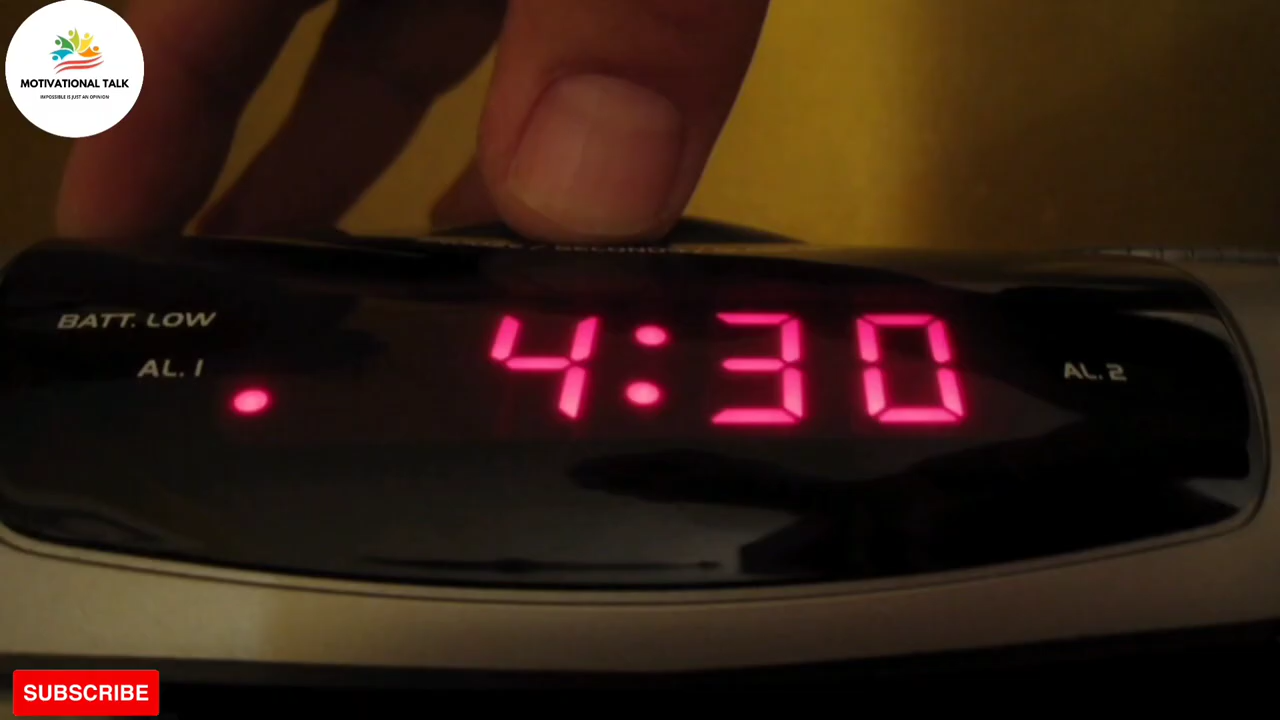 MOTIVATIONAL TALK
IMPOSSIBLE IS JUST AN OPINION
BATT. LOW
AL. 1
4:30
AL. 2
SUBSCRIBE